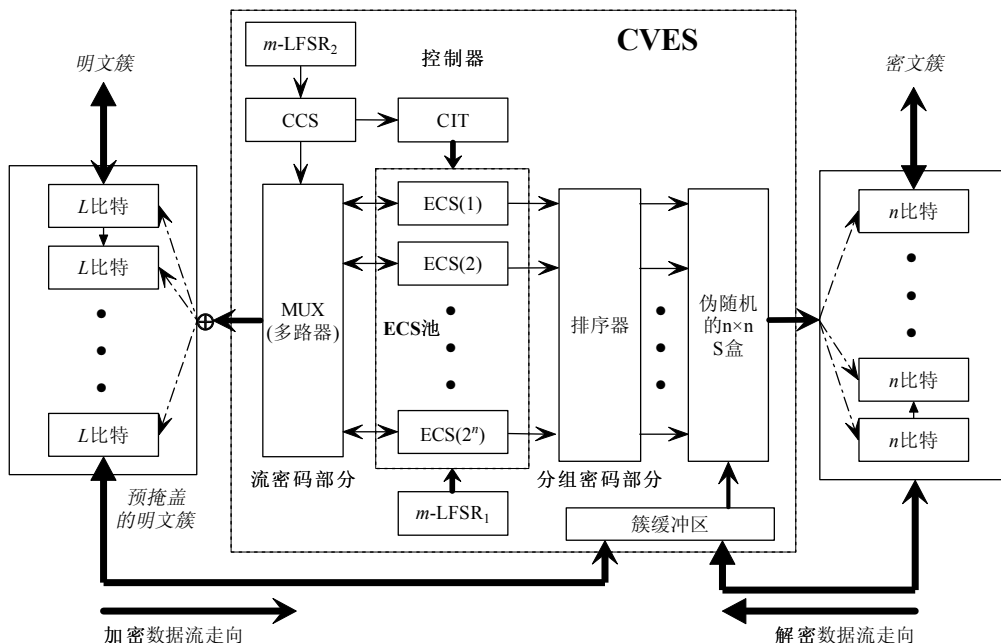 CVES
m-LFSR₂
控制器
明文簇
密文簇
CCS
CIT
L比特
L比特
L比特
MUX
(多路器)
ECS(1)
ECS(2)
ECS池
ECS(2ⁿ)
排序器
伪随机
的n×n
S盒
n比特
n比特
n比特
流密码部分
分组密码部分
预掩盖
的明文簇
m-LFSR₁
簇缓冲区
加密数据流走向
解密数据流走向